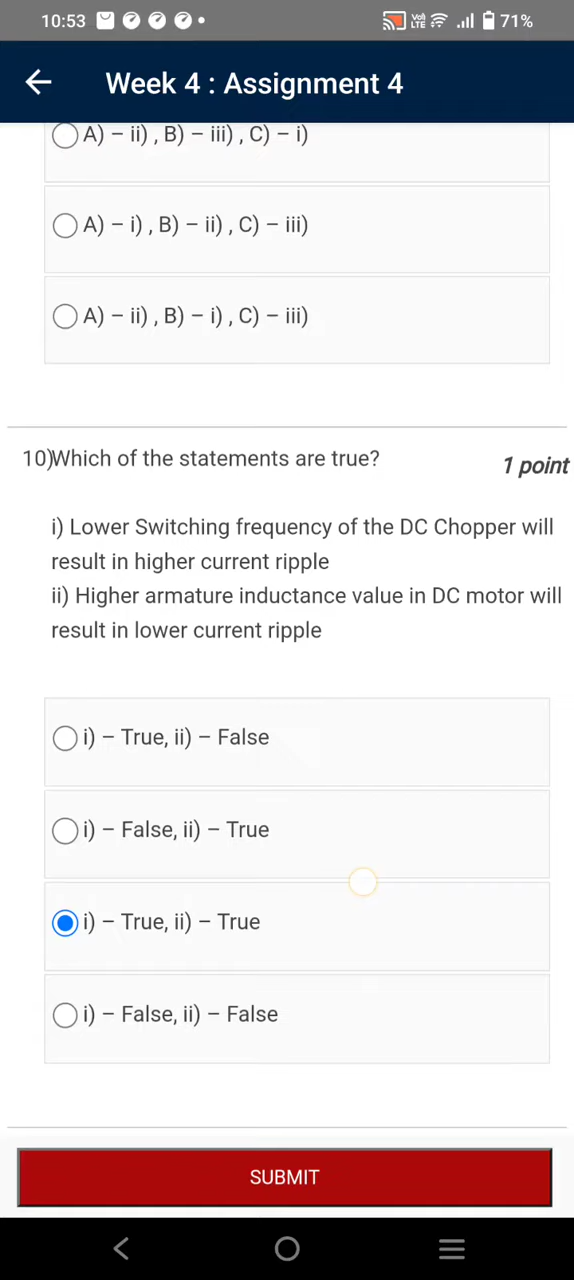 10:53
Vo)
LTE
71%
Week 4 : Assignment 4
A) – ii) , B) – iii) , C) – i)
A) – i) , B) – ii) , C) – iii)
A) – ii) , B) – i) , C) – iii)
10)Which of the statements are true?
1 point
i) Lower Switching frequency of the DC Chopper will
result in higher current ripple
ii) Higher armature inductance value in DC motor will
result in lower current ripple
i) – True, ii) – False
i) – False, ii) – True
i) – True, ii) – True
i) – False, ii) – False
SUBMIT